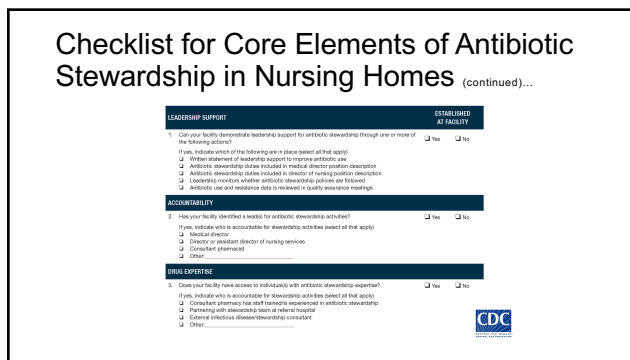 Checklist for Core Elements of Antibiotic
Stewardship in Nursing Homes (continued)...
LEADERSHIP SUPPORT
ESTABLISHED
AT FACILITY
1. Can your facility demonstrate leadership support for antibiotic stewardship through one or more of
the following actions?
❑ Yes ❑ No
If yes, indicate which of the following are in place (select all that apply)
❑ Written statement of leadership support to improve antibiotic use
❑ Antibiotic stewardship duties included in medical director position description
❑ Antibiotic stewardship duties included in director of nursing position description
❑ Leadership monitors whether antibiotic stewardship policies are followed
❑ Antibiotic use and resistance data is reviewed in quality assurance meetings
ACCOUNTABILITY
2. Has your facility identified a lead(s) for antibiotic stewardship activities? ❑ Yes ❑ No
If yes, indicate who is accountable for stewardship activities (select all that apply)
❑ Medical director
❑ Director or assistant director of nursing services
❑ Consultant pharmacist
❑ Other:
DRUG EXPERTISE
3. Does your facility have access to individual(s) with antibiotic stewardship expertise? ❑ Yes ❑ No
If yes, indicate who is accountable for stewardship activities (select all that apply)
❑ Consultant pharmacy has staff trained/is experienced in antibiotic stewardship
❑ Partnering with stewardship team at referral hospital
❑ External infectious disease/stewardship consultant
❑ Other:
CDC
CENTERS FOR DISEASE
CONTROL AND PREVENTION